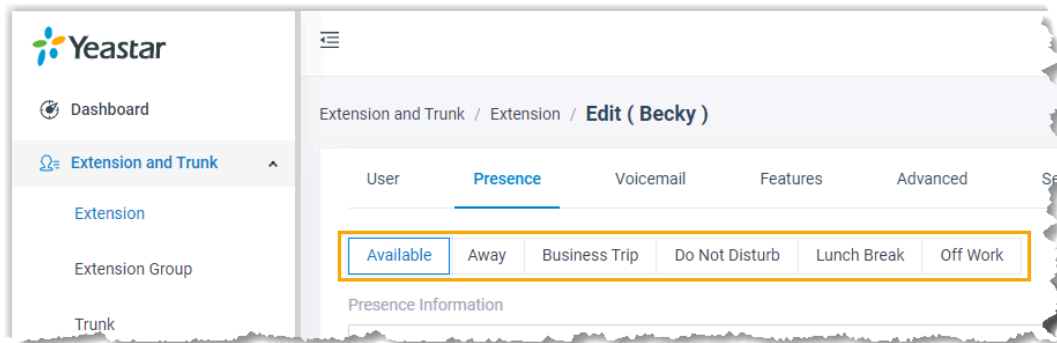 Yeastar
Dashboard
Extension and Trunk
Extension
Extension Group
Trunk
Extension and Trunk / Extension / Edit ( Becky )
User Presence Voicemail Features Advanced
Available Away Business Trip Do Not Disturb Lunch Break Off Work
Presence Information